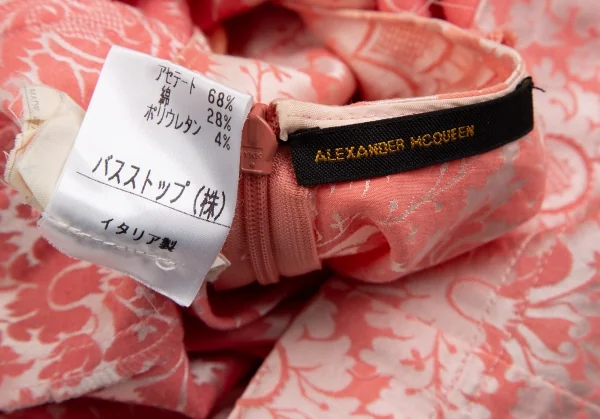 アセテート 68%
綿 28%
ポリウレタン 4%
バスストップ(株)
イタリア製
ALEXANDER MCQUEEN